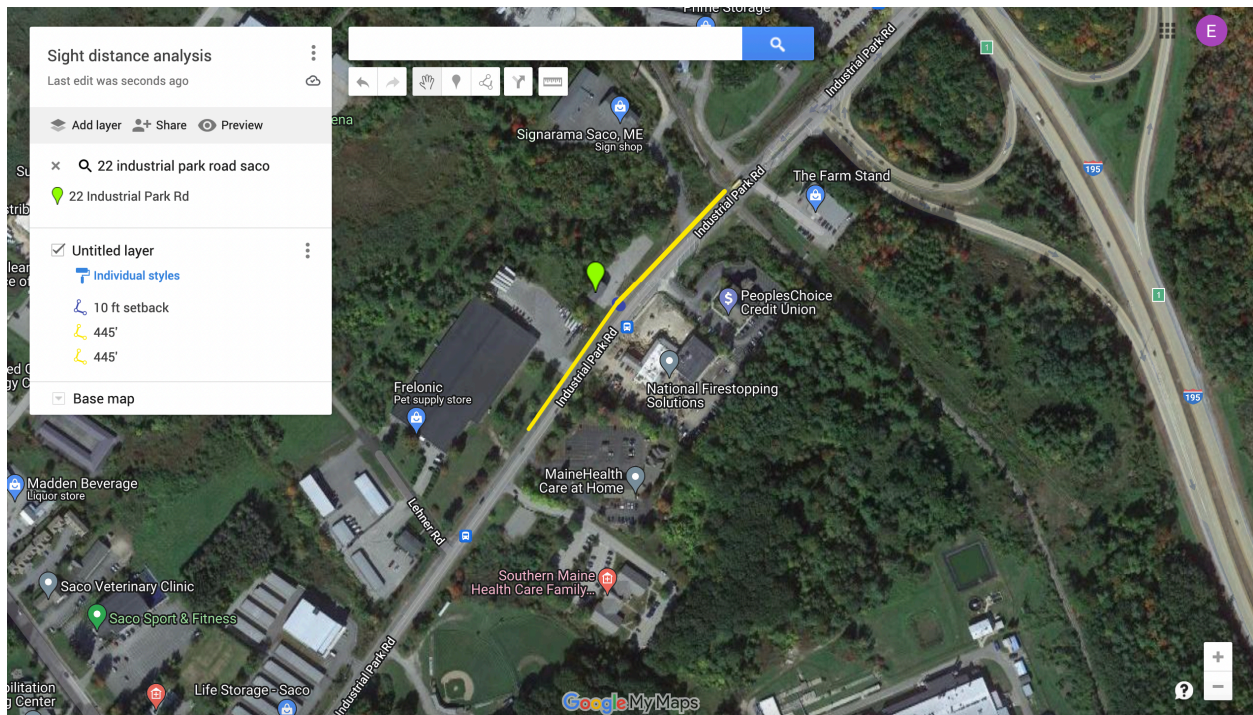 Sight distance analysis
Last edit was seconds ago
Add layer
Share
Preview
22 industrial park road saco
22 Industrial Park Rd
Untitled layer
Individual styles
10 ft setback
445'
445'
Base map
E
Prime Storage
Industrial Park Rd
1
ena
Signarama Saco, ME
Sign shop
195
The Farm Stand
Industrial Park Rd
$ PeoplesChoice
Credit Union
1
Industrial Park Rd
National Firestopping
Solutions
Frelonic
Pet supply store
195
MaineHealth
Care at Home
Madden Beverage
Liquor store
Lehner Rd
Southern Maine
Health Care Family...
Saco Veterinary Clinic
Saco Sport & Fitness
Industrial Park Rd
Life Storage - Saco
Google My Maps
+
−
?